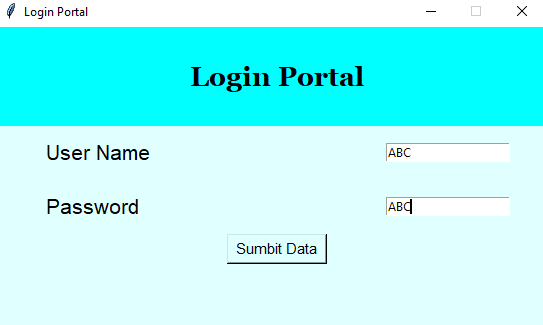 Login Portal
Login Portal
User Name
ABC
Password
ABC
Sumbit Data